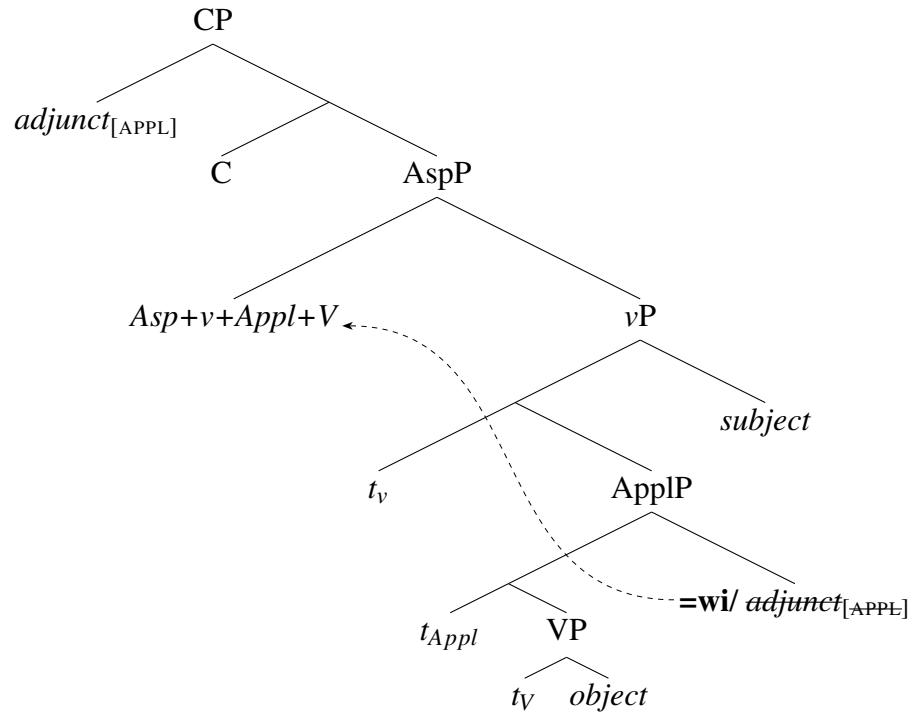 CP
adjunct[APPL]
C AspP
Asp+v+Appl+V vP
subject
tv ApplP
=wi/ adjunct[APPL]
tAppl VP
tV object